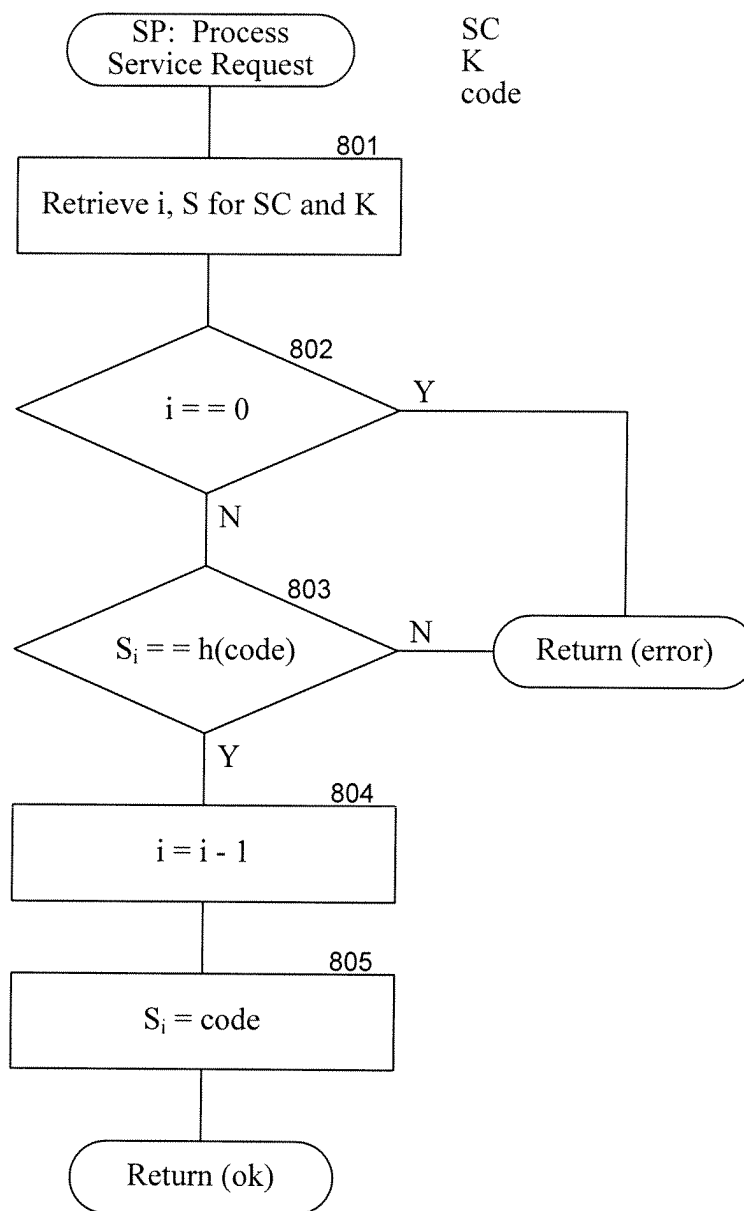 SP: Process
Service Request
SC
K
code
801
Retrieve i, S for SC and K
802
i = = 0
Y
N
803
Sᵢ = = h(code)
N
Return (error)
Y
804
i = i - 1
805
Sᵢ = code
Return (ok)